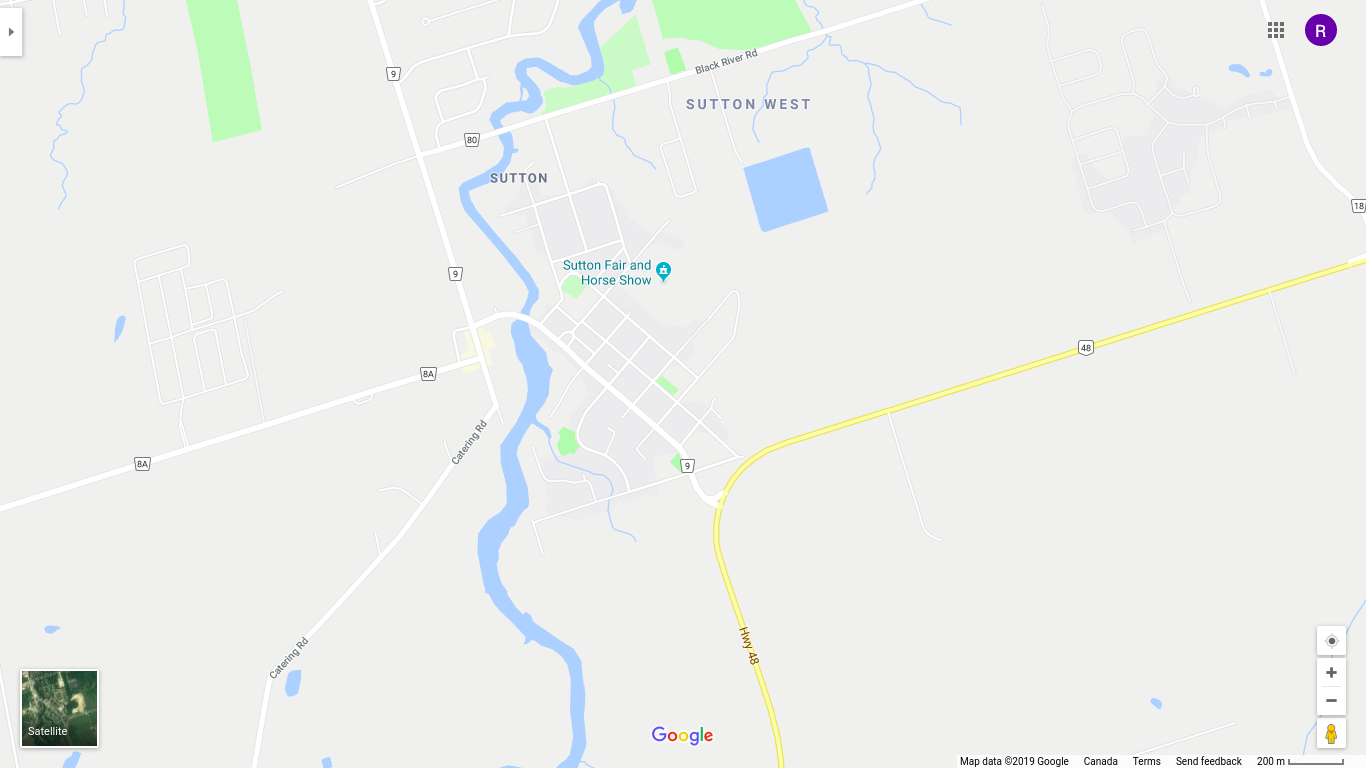 R
Black River Rd
9
SUTTON WEST
80
SUTTON
18
Sutton Fair and
Horse Show
9
48
8A
Catering Rd
8A
9
Hwy 48
Catering Rd
Satellite
Google
Map data ©2019 Google Canada Terms Send feedback 200 m